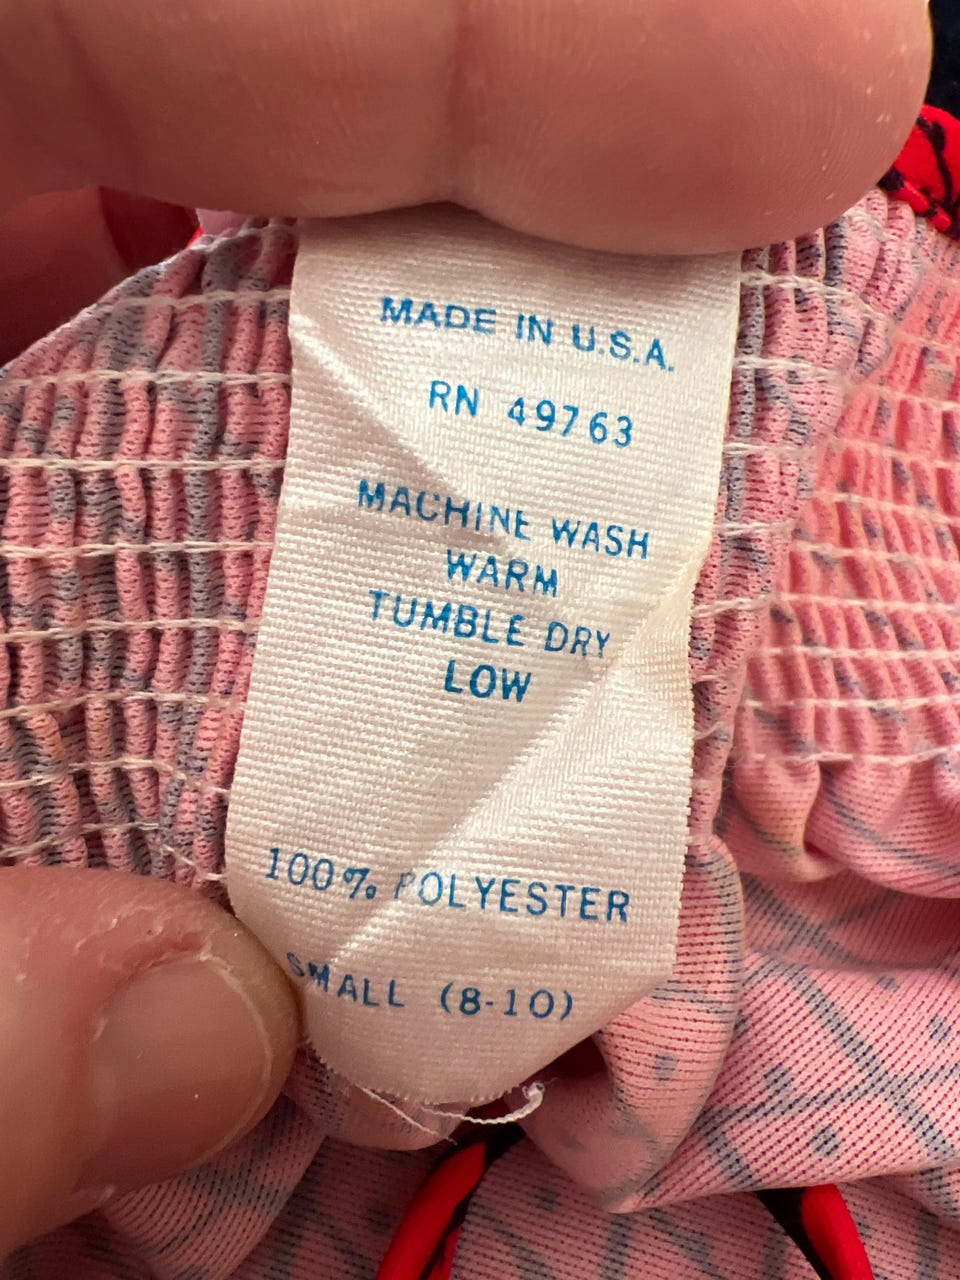 MADE IN U.S.A.
RN 49763
MACHINE WASH
WARM
TUMBLE DRY
LOW
100% POLYESTER
SMALL (8-10)